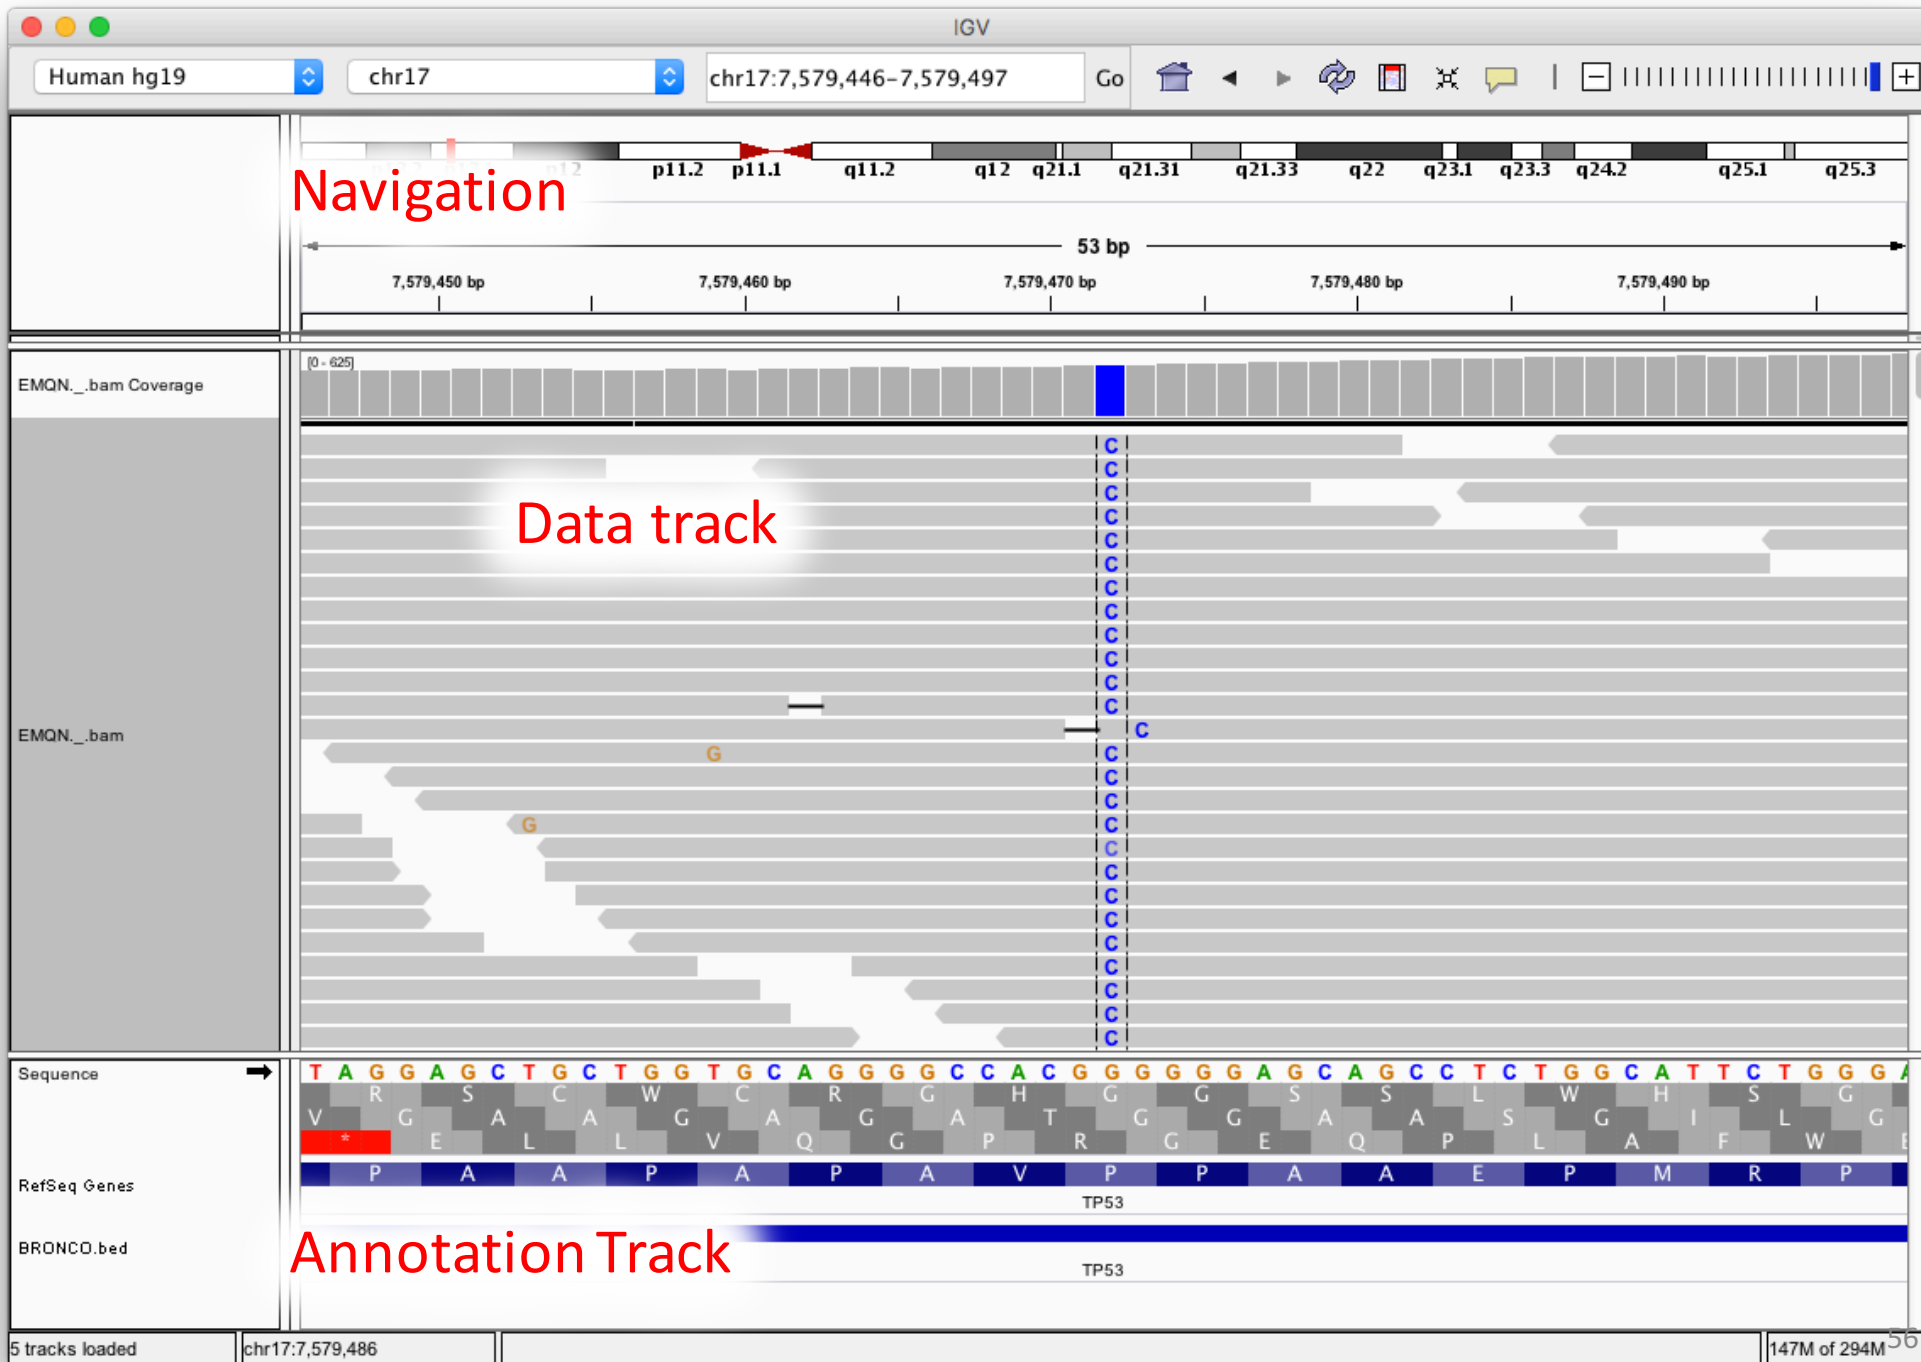 IGV
Human hg19 chr17 chr17:7,579,446-7,579,497 Go
p11.2 p11.1 q11.2 q12 q21.1 q21.31 q21.33 q22 q23.1 q23.3 q24.2 q25.1 q25.3
Navigation
53 bp
7,579,450 bp 7,579,460 bp 7,579,470 bp 7,579,480 bp 7,579,490 bp
[0 - 625]
EMQN._.bam Coverage
C
C
C
C
Data track
C
C
C
C
C
C
C
C
EMQN._.bam C
G C
C
C
G C
C
C
C
C
C
C
C
C
C
Sequence T A G G A G C T G C T G G T G C A G G G G C C A C G G G G G G A G C A G C C T C T G G C A T T C T G G G A
R S C W C R G H G G S S L W H S G
V G A A G A G A T G G A A S G I L G
* E L L V Q G P R G E Q P L A F W E
P A A P A P A V P P A A E P M R P
RefSeq Genes
TP53
BRONCO.bed
Annotation Track
TP53
5 tracks loaded chr17:7,579,486 147M of 294M
56